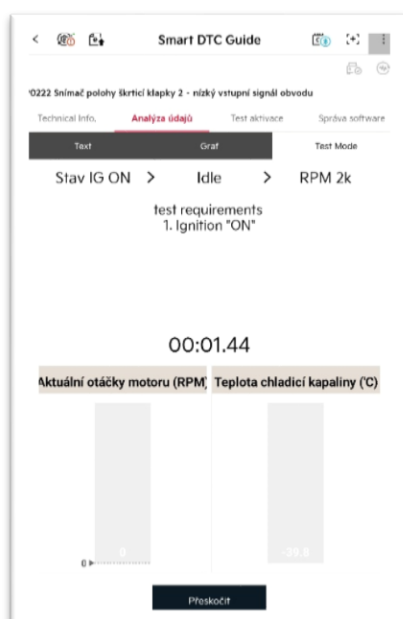 Smart DTC Guide
0222 Snímač polohy škrticí klapky 2 - nízký vstupní signál obvodu
Technical Info. Analýza údajů Test aktivace Správa software
Text Graf Test Mode
Stav IG ON > Idle > RPM 2k
test requirements
1. Ignition "ON"
00:01.44
Aktuální otáčky motoru (RPM) Teplota chladicí kapaliny (℃)
0 -39.8
0
Přeskočit